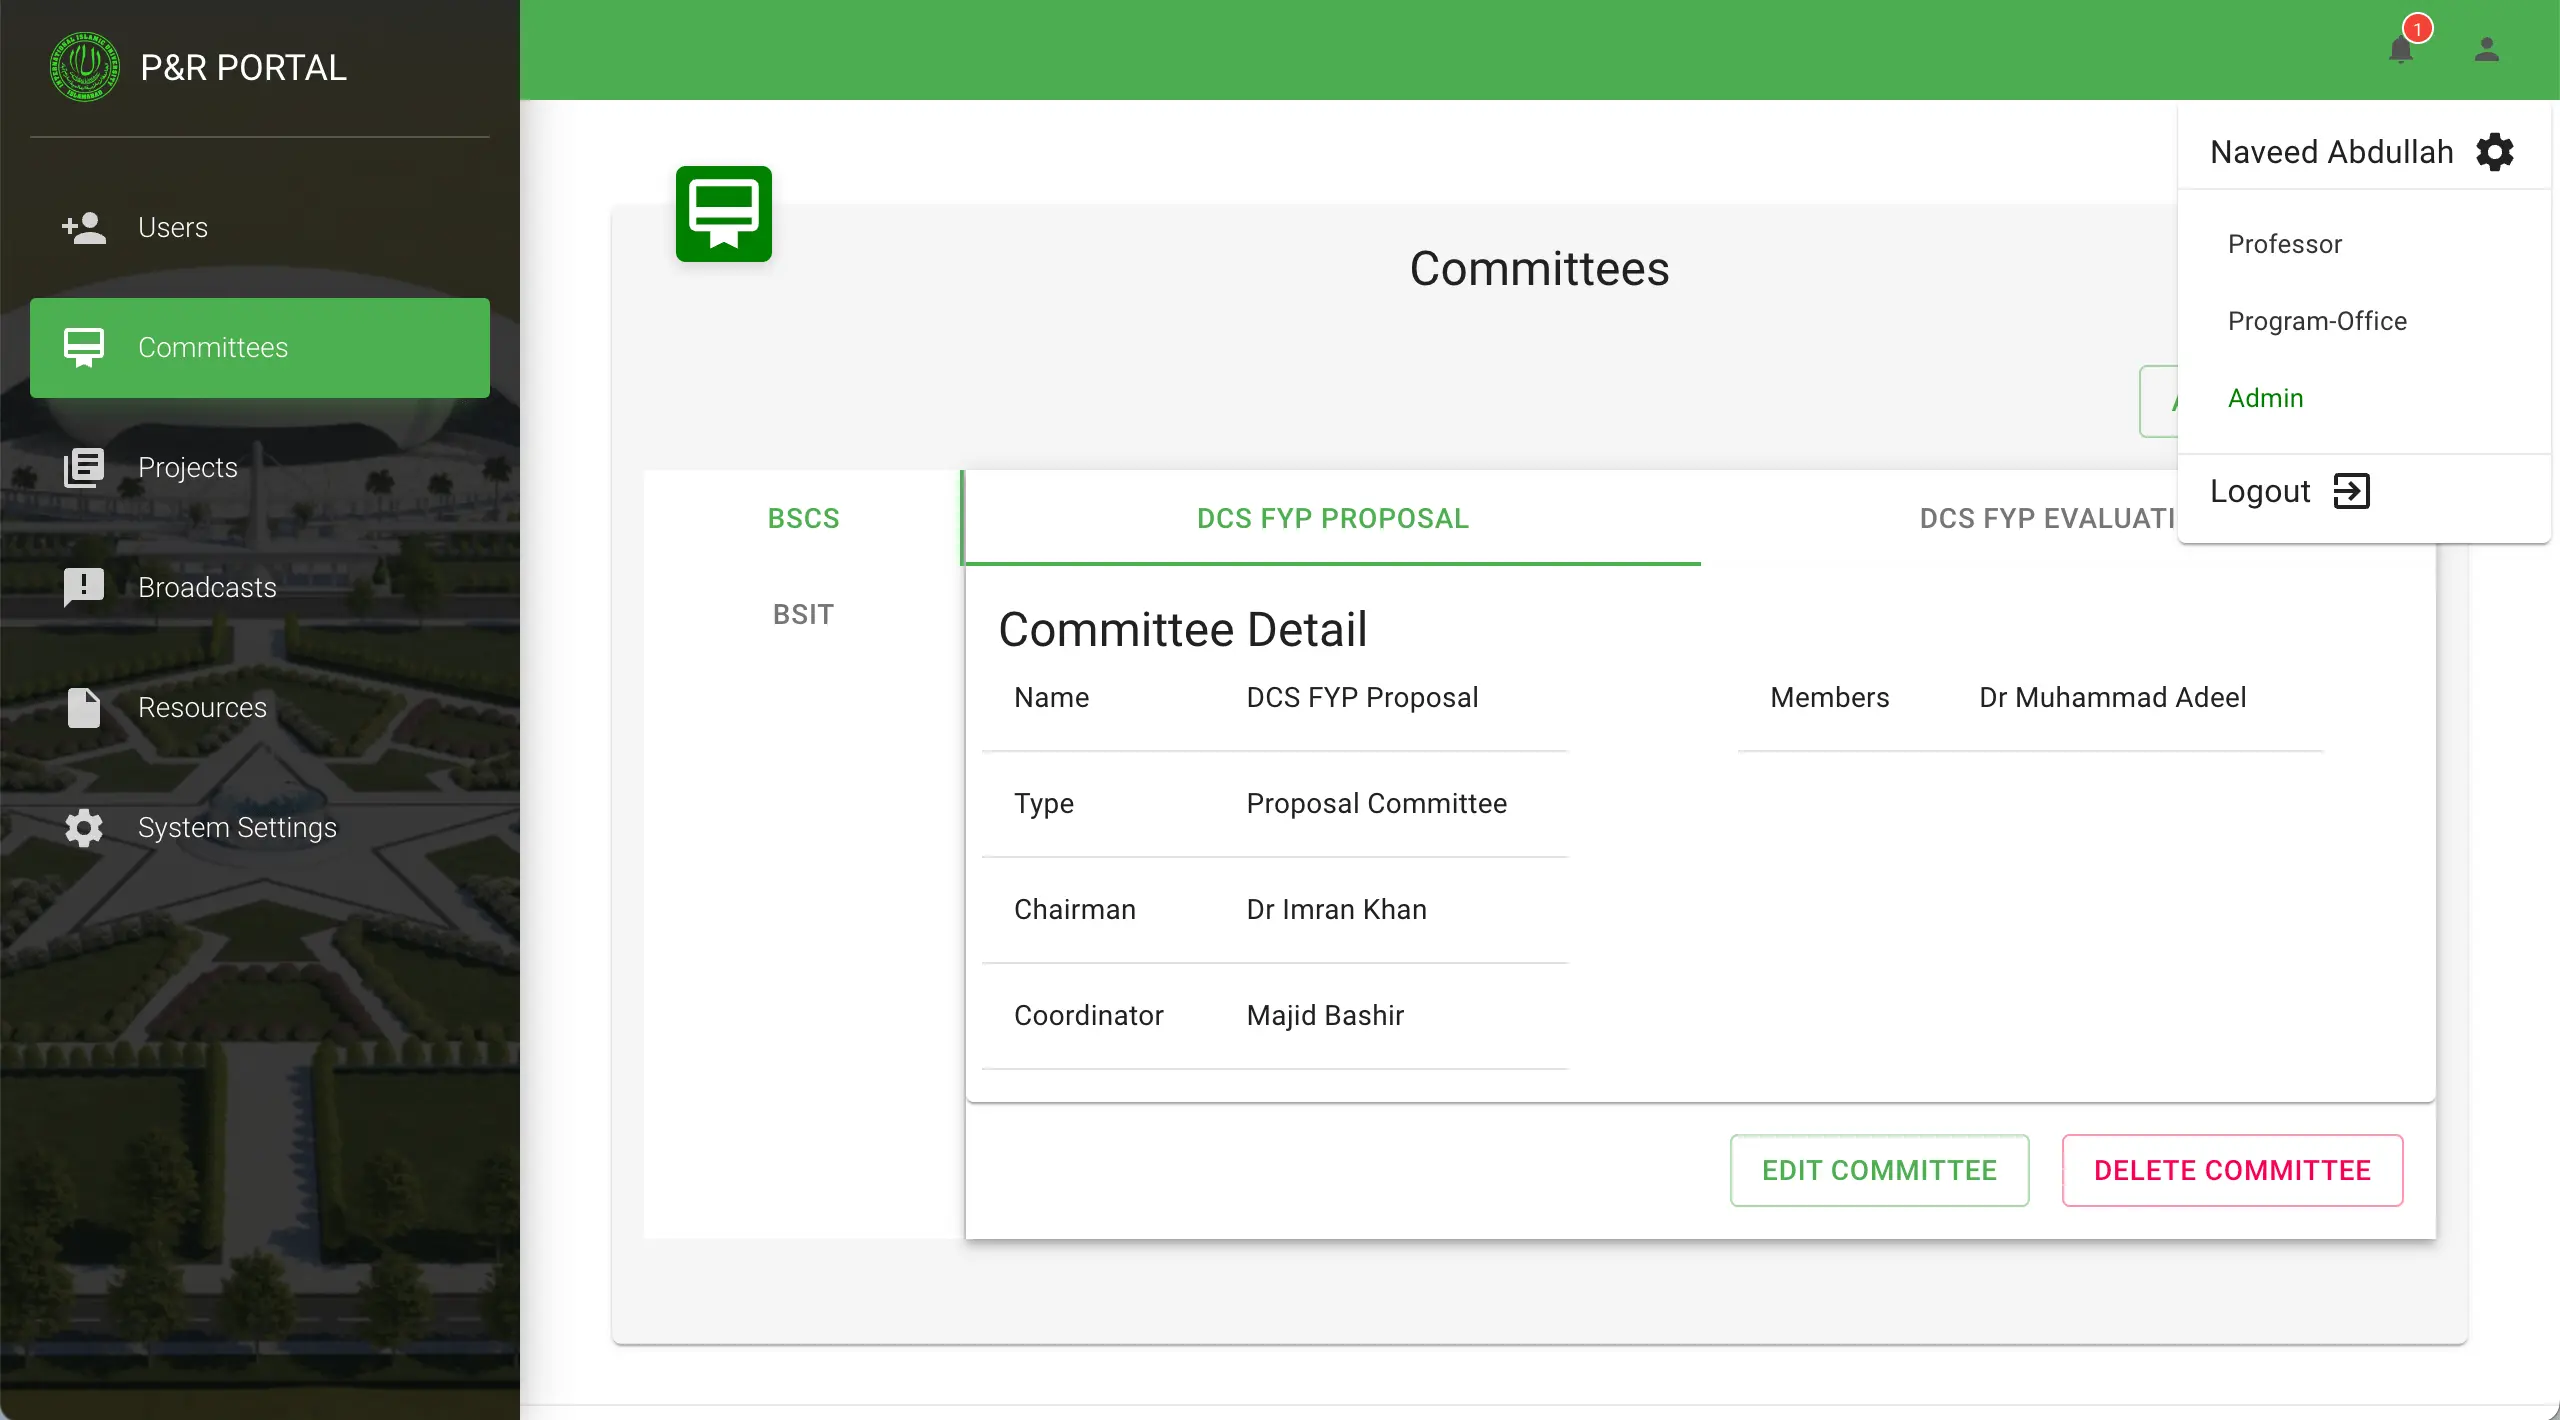 P&R PORTAL
1
Users
Committees
Projects
Broadcasts
Resources
System Settings
Naveed Abdullah
Professor
Program-Office
Admin
Logout
Committees
BSCS
BSIT
DCS FYP PROPOSAL
DCS FYP EVALUATI
Committee Detail
Name DCS FYP Proposal
Members Dr Muhammad Adeel
Type Proposal Committee
Chairman Dr Imran Khan
Coordinator Majid Bashir
EDIT COMMITTEE
DELETE COMMITTEE